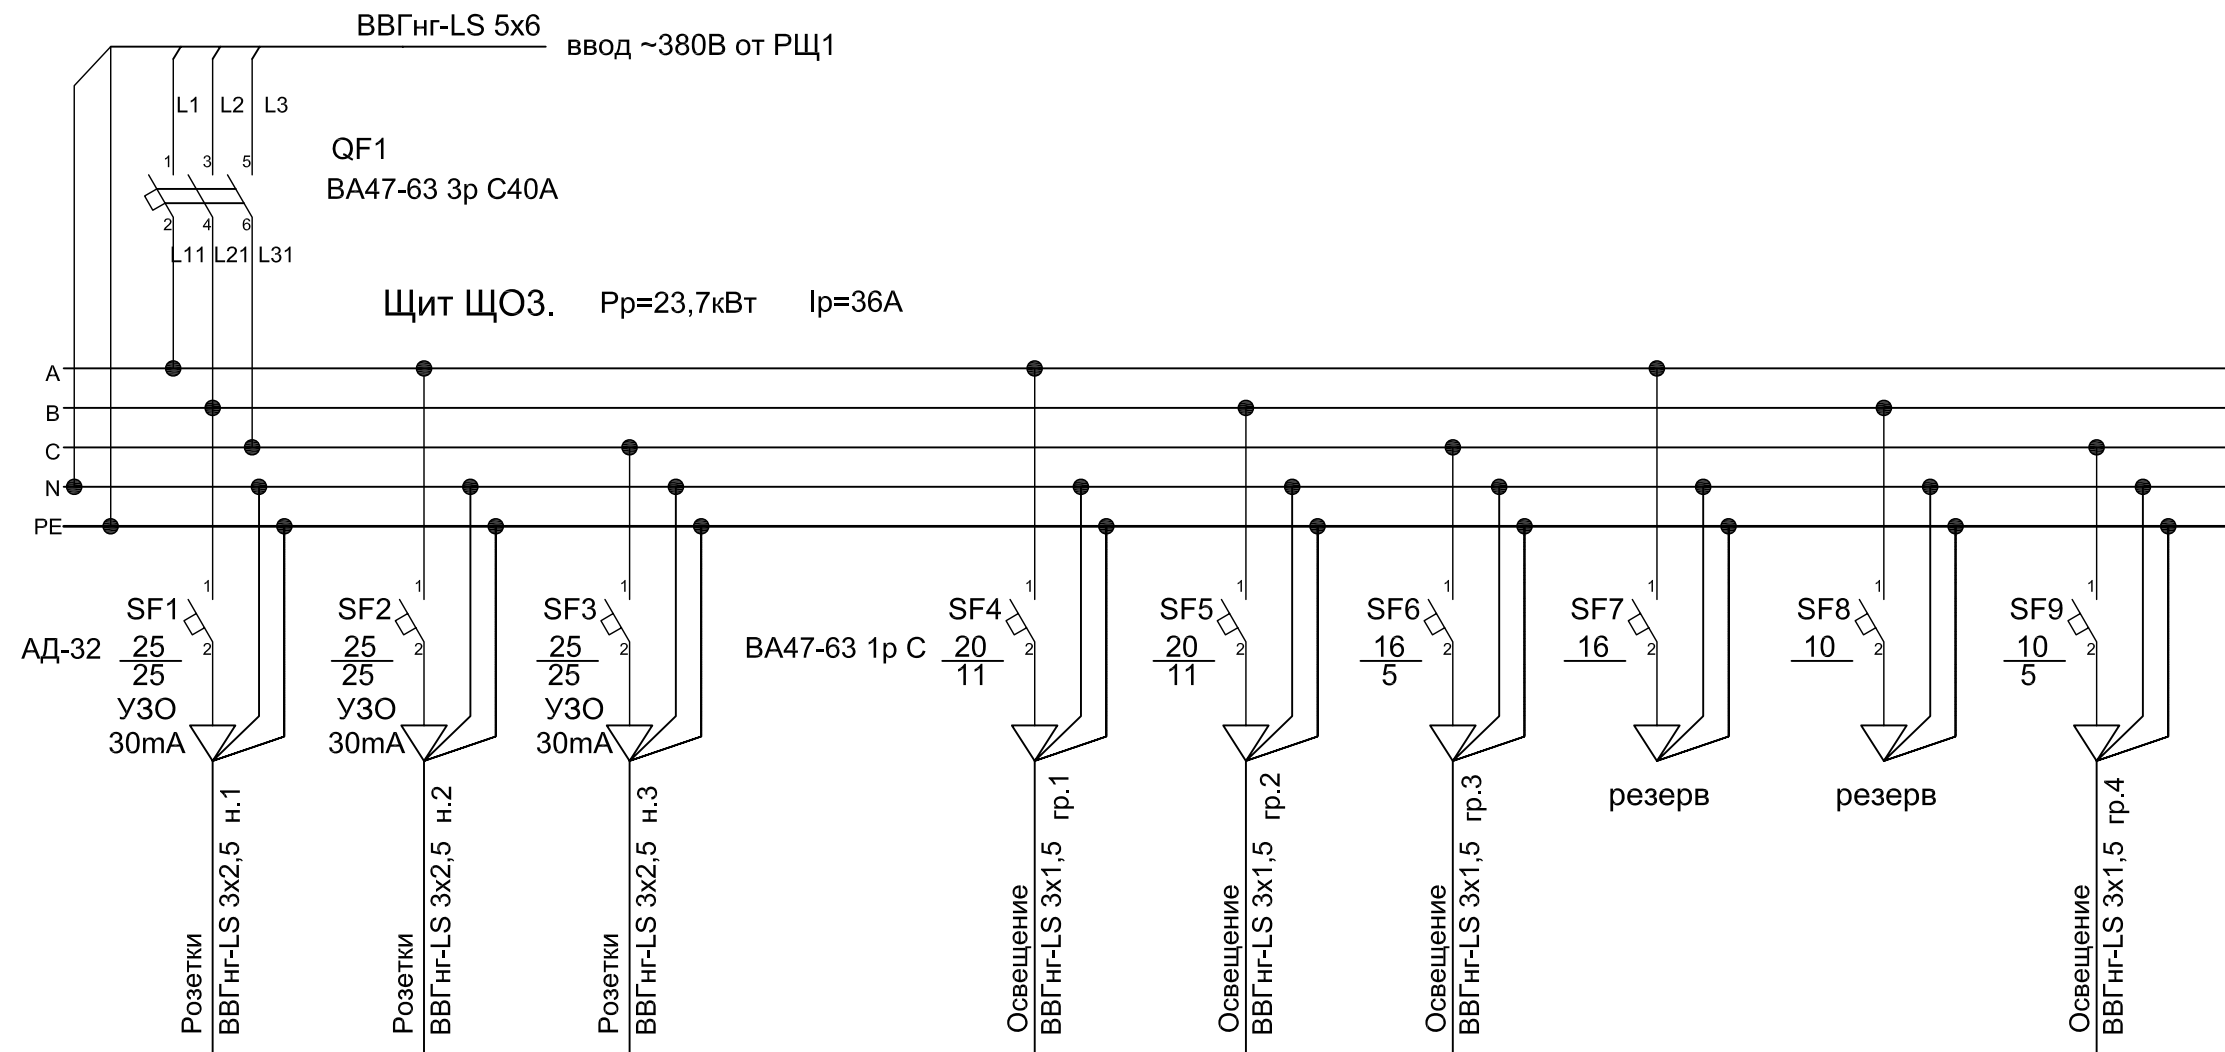 ВВГнг-LS 5х6
ввод ~380В от РЩ1
L1 L2 L3
QF1
1 3 5
ВА47-63 3р С40А
2 4 6
L11 L21 L31
Щит ЩО3. Рр=23,7кВт Iр=36А
A
B
C
N
PE
1 1 1 1 1 1 1 1 1
SF1 SF2 SF3 SF4 SF5 SF6 SF7 SF8 SF9
АД-32 25 2 25 2 25 2 ВА47-63 1р С 20 2 20 2 16 2 16 2 10 2 10 2
25 25 25 11 11 5 5
УЗО УЗО УЗО
30mA 30mA 30mA
резерв резерв
Розетки
ВВГнг-LS 3х2,5 н.1
Розетки
ВВГнг-LS 3х2,5 н.2
Розетки
ВВГнг-LS 3х2,5 н.3
Освещение
ВВГнг-LS 3х1,5 гр.1
Освещение
ВВГнг-LS 3х1,5 гр.2
Освещение
ВВГнг-LS 3х1,5 гр.3
Освещение
ВВГнг-LS 3х1,5 гр.4